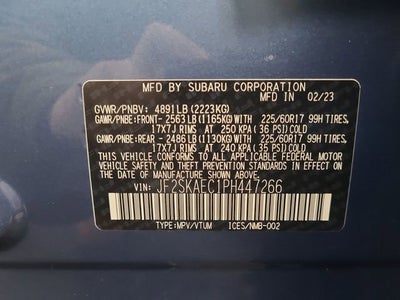 MFD BY SUBARU CORPORATION
MADE IN 02/23
GVWR/PNBV: 4891LB(2223KG)
GAWR/PNBE:FRONT- 2563LB(1165KG)WITH 225/60R17 99H TIRES,
17X7J RIMS AT 250 KPA(36 PSI)COLD
GAWR/PNBE:REAR - 2486LB(1130KG)WITH 225/60R17 99H TIRES,
17X7J RIMS AT 240 KPA(35 PSI)COLD
THIS VEHICLE CONFORMS TO ALL APPLICABLE FEDERAL MOTOR
VEHICLE SAFETY, BUMPER, AND THEFT PREVENTION STANDARDS
IN EFFECT ON THE DATE OF MANUFACTURE SHOWN ABOVE.
VIN: JF2SKAEC1PH447266
TYPE:MPV/VTUM ICES/NMB-002